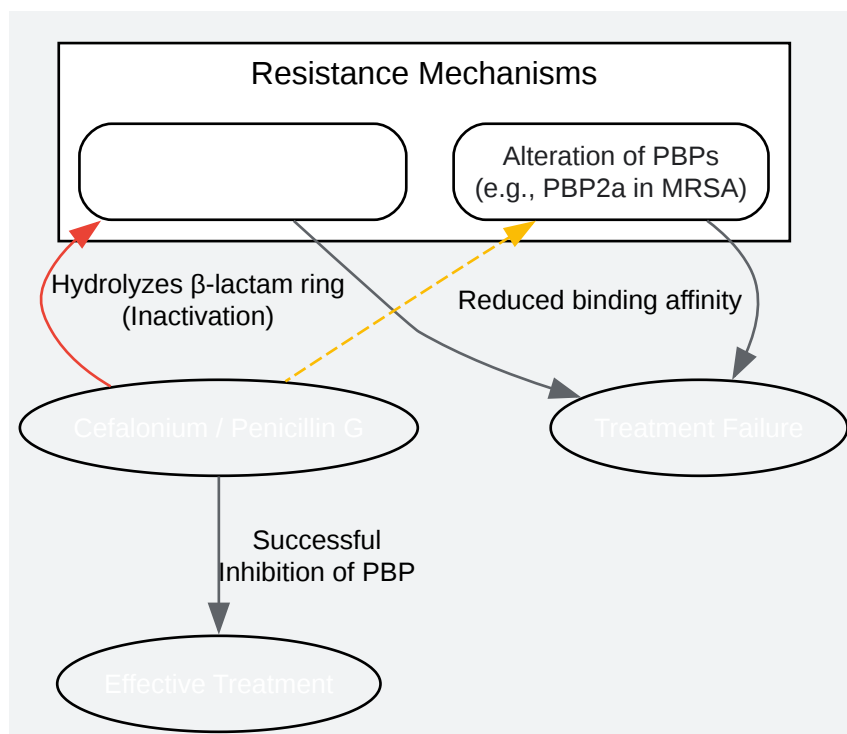 Resistance Mechanisms
Alteration of PBPs
(e.g., PBP2a in MRSA)
Hydrolyzes β-lactam ring
(Inactivation)
Reduced binding affinity
Cefalonium / Penicillin G
Treatment Failure
Successful
Inhibition of PBP
Effective Treatment